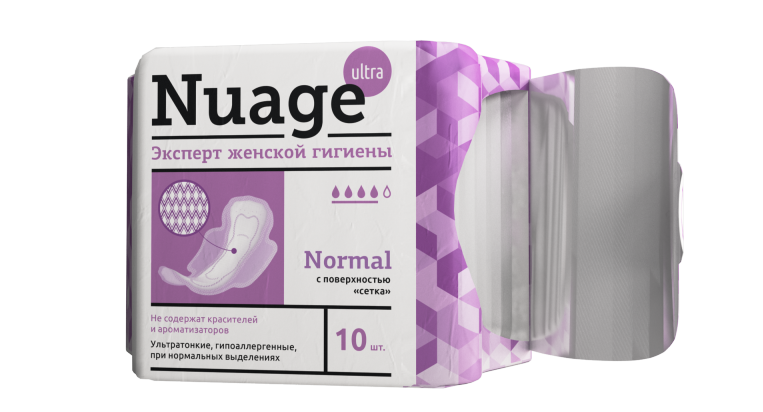 ultra
Nuage
Эксперт женской гигиены
Normal
с поверхностью
«сетка»
Не содержат красителей
и ароматизаторов
Ультратонкие, гипоаллергенные,
при нормальных выделениях
10 шт.